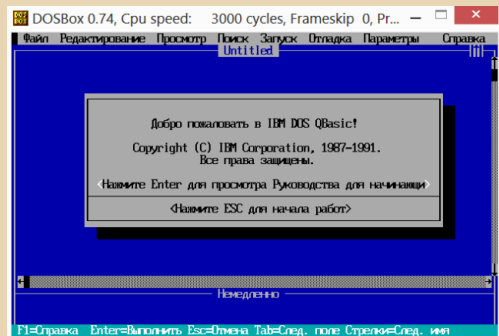 DOSBox 0.74, Cpu speed: 3000 cycles, Frameskip 0, Pr...
Файл Редактирование Просмотр Поиск Запуск Отладка Параметры Справка
Untitled
Добро пожаловать в IBM DOS QBasic!
Copyright (C) IBM Corporation, 1987-1991.
Все права защищены.
<Нажмите Enter для просмотра Руководства для начинающи>
<Нажмите ESC для начала работ>
Немедленно
F1=Справка Enter=Выполнить Esc=Отмена Tab=След. поле Стрелки=След. имя